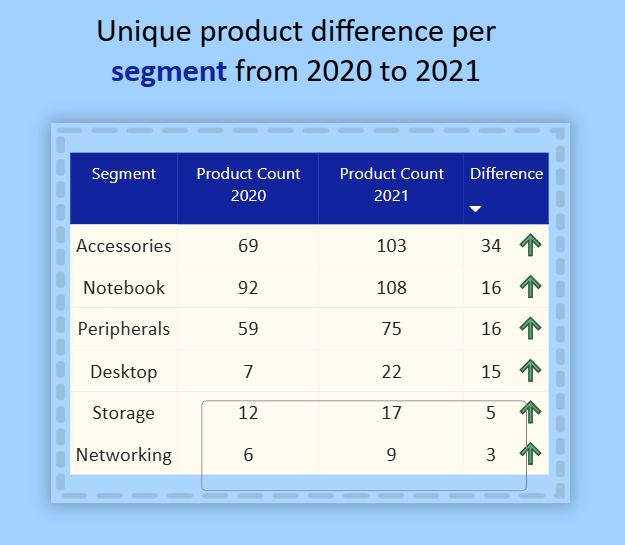 Unique product difference per
segment from 2020 to 2021
Segment Product Count 2020 Product Count 2021 Difference
Accessories 69 103 34
Notebook 92 108 16
Peripherals 59 75 16
Desktop 7 22 15
Storage 12 17 5
Networking 6 9 3